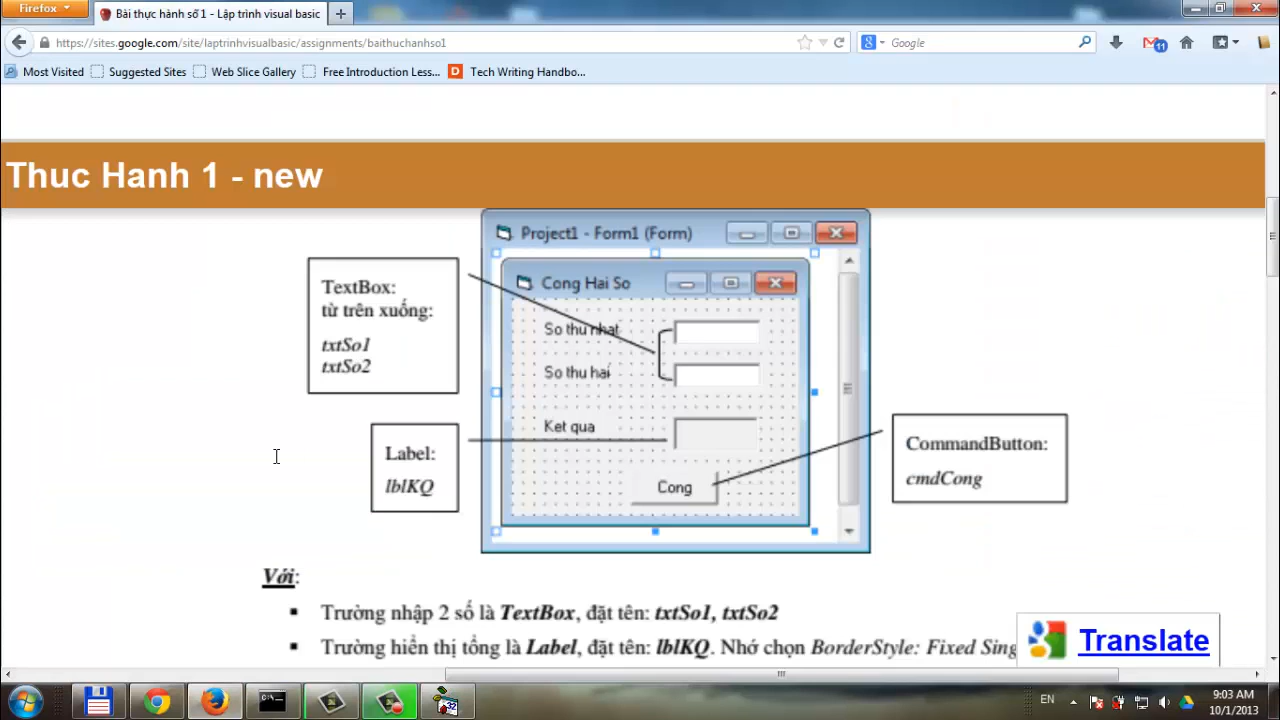 Firefox
Bài thực hành số 1 - Lập trình visual basic
https://sites.google.com/site/laptrinhvisualbasic/assignments/baithuchanhso1
Google
11
Most Visited
Suggested Sites
Web Slice Gallery
Free Introduction Less...
Tech Writing Handbo...
Thuc Hanh 1 - new
Project1 - Form1 (Form)
TextBox:
từ trên xuống:
txtSo1
txtSo2
Cong Hai So
So thu nhat
So thu hai
Ket qua
Cong
Label:
lblKQ
CommandButton:
cmdCong
Với:
Trường nhập 2 số là TextBox, đặt tên: txtSo1, txtSo2
Trường hiển thị tổng là Label, đặt tên: lblKQ. Nhớ chọn BorderStyle: Fixed Sing
Translate
32
EN
9:03 AM
10/1/2013